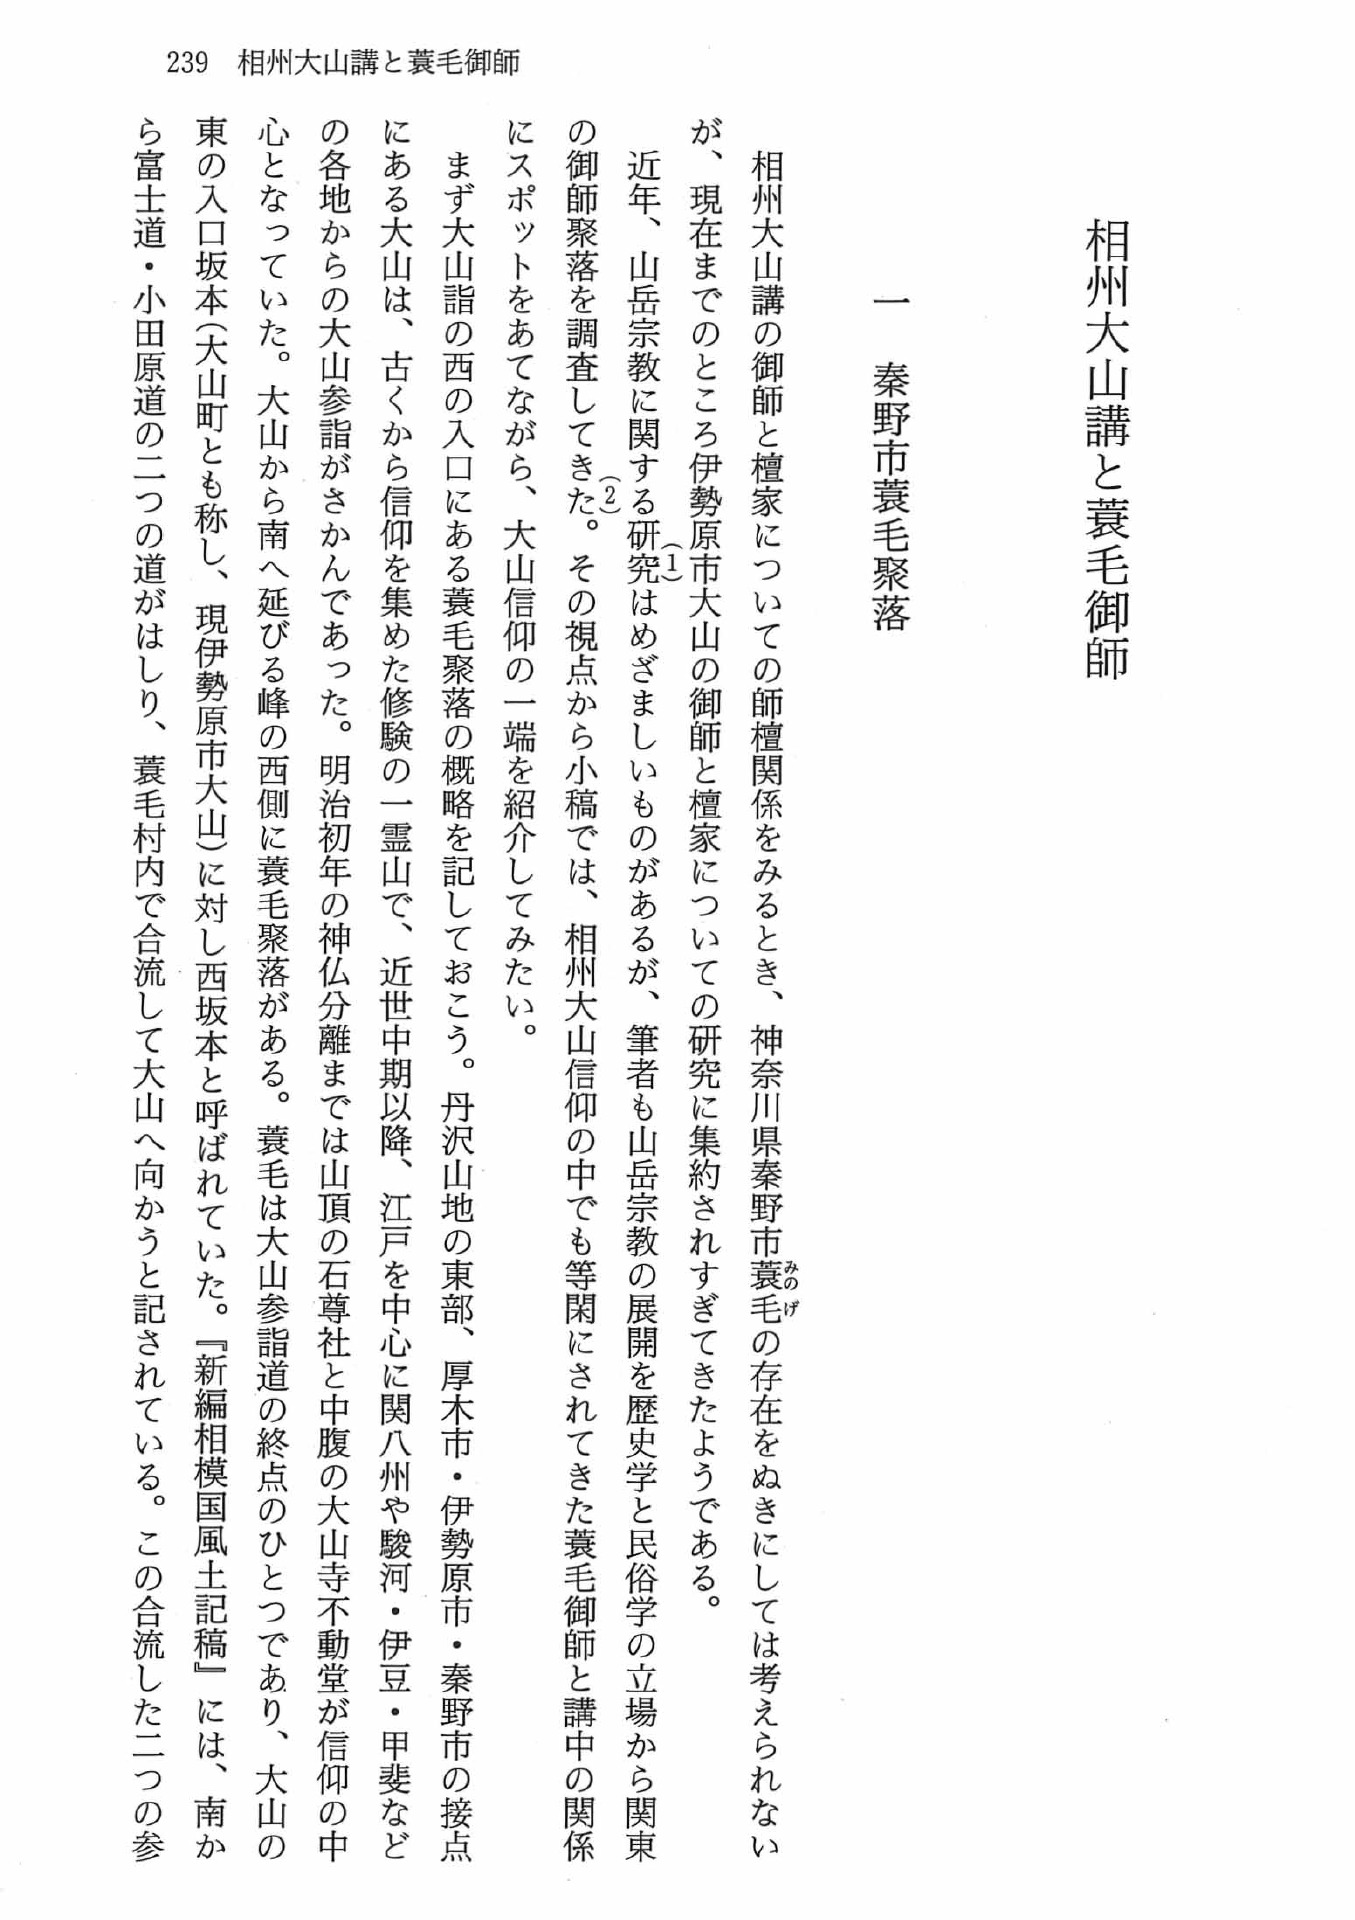 239　相州大山講と蓑毛御師
相州大山講と蓑毛御師
一　秦野市蓑毛聚落
相州大山講の御師と檀家についての師檀関係をみるとき、神奈川県秦野市蓑毛の存在をぬきにしては考えられない
みのげ
が、現在までのところ伊勢原市大山の御師と檀家についての研究に集約されすぎてきたようである。
(1)
近年、山岳宗教に関する研究はめざましいものがあるが、筆者も山岳宗教の展開を歴史学と民俗学の立場から関東
(2)
の御師聚落を調査してきた。その視点から小稿では、相州大山信仰の中でも等閑にされてきた蓑毛御師と講中の関係
にスポットをあてながら、大山信仰の一端を紹介してみたい。
まず大山詣の西の入口にある蓑毛聚落の概略を記しておこう。丹沢山地の東部、厚木市・伊勢原市・秦野市の接点
にある大山は、古くから信仰を集めた修験の一霊山で、近世中期以降、江戸を中心に関八州や駿河・伊豆・甲斐など
の各地からの大山参詣がさかんであった。明治初年の神仏分離までは山頂の石尊社と中腹の大山寺不動堂が信仰の中
心となっていた。大山から南へ延びる峰の西側に蓑毛聚落がある。蓑毛は大山参詣道の終点のひとつであり、大山の
東の入口坂本(大山町とも称し、現伊勢原市大山)に対し西坂本と呼ばれていた。『新編相模国風土記稿』には、南か
ら富士道・小田原道の二つの道がはしり、蓑毛村内で合流して大山へ向かうと記されている。この合流した二つの参